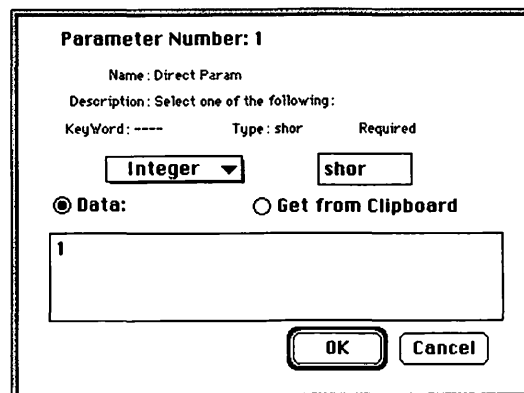 Parameter Number: 1
Name: Direct Param
Description: Select one of the following:
KeyWord: ---- Type: shor Required
Integer shor
Data: Get from Clipboard
1
OK Cancel